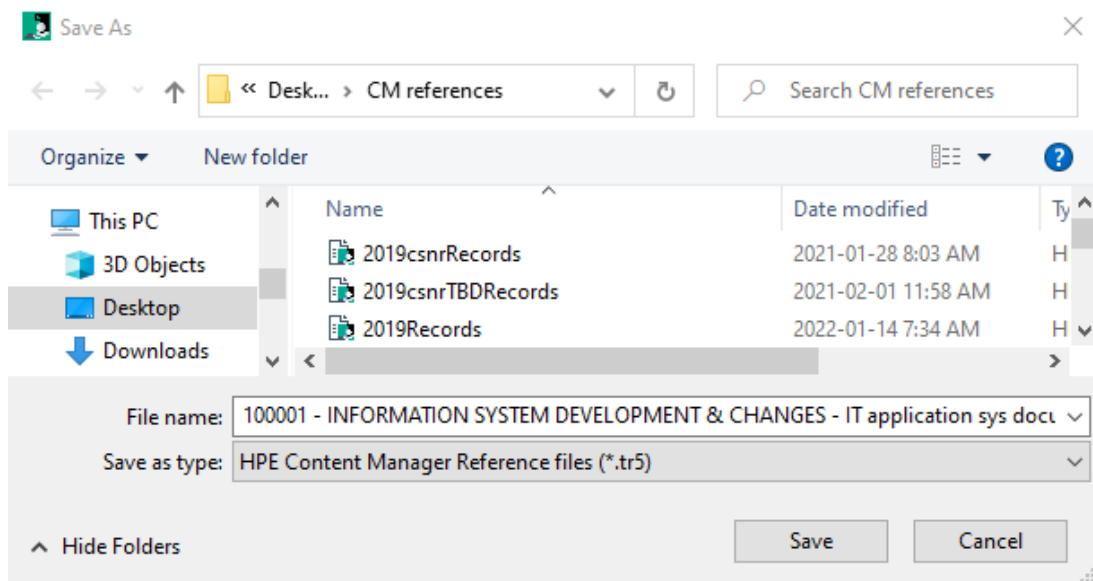 Save As
« Desk... > CM references
Search CM references
Organize
New folder
?
Name
Date modified
Ty
This PC
3D Objects
Desktop
Downloads
2019csnrRecords 2021-01-28 8:03 AM H
2019csnrTBDRecords 2021-02-01 11:58 AM H
2019Records 2022-01-14 7:34 AM H
File name: 100001 - INFORMATION SYSTEM DEVELOPMENT & CHANGES - IT application sys docu
Save as type: HPE Content Manager Reference files (*.tr5)
Hide Folders
Save
Cancel